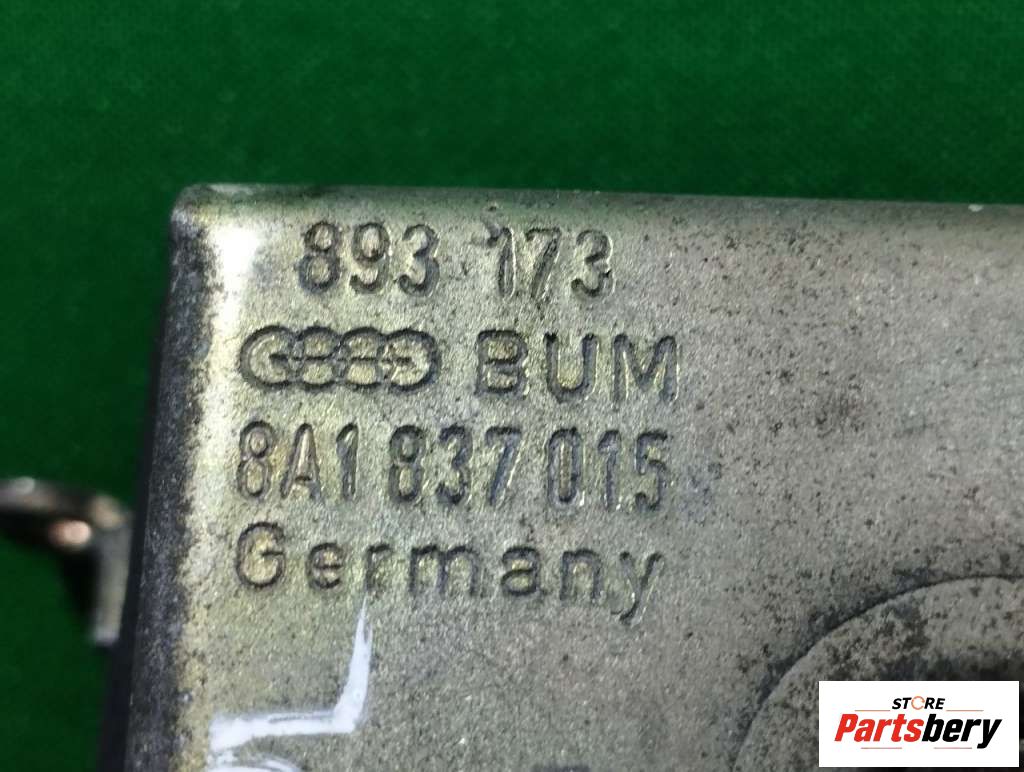 893 173
BUM
8A1 837 015
Germany
STORE
Partsbery